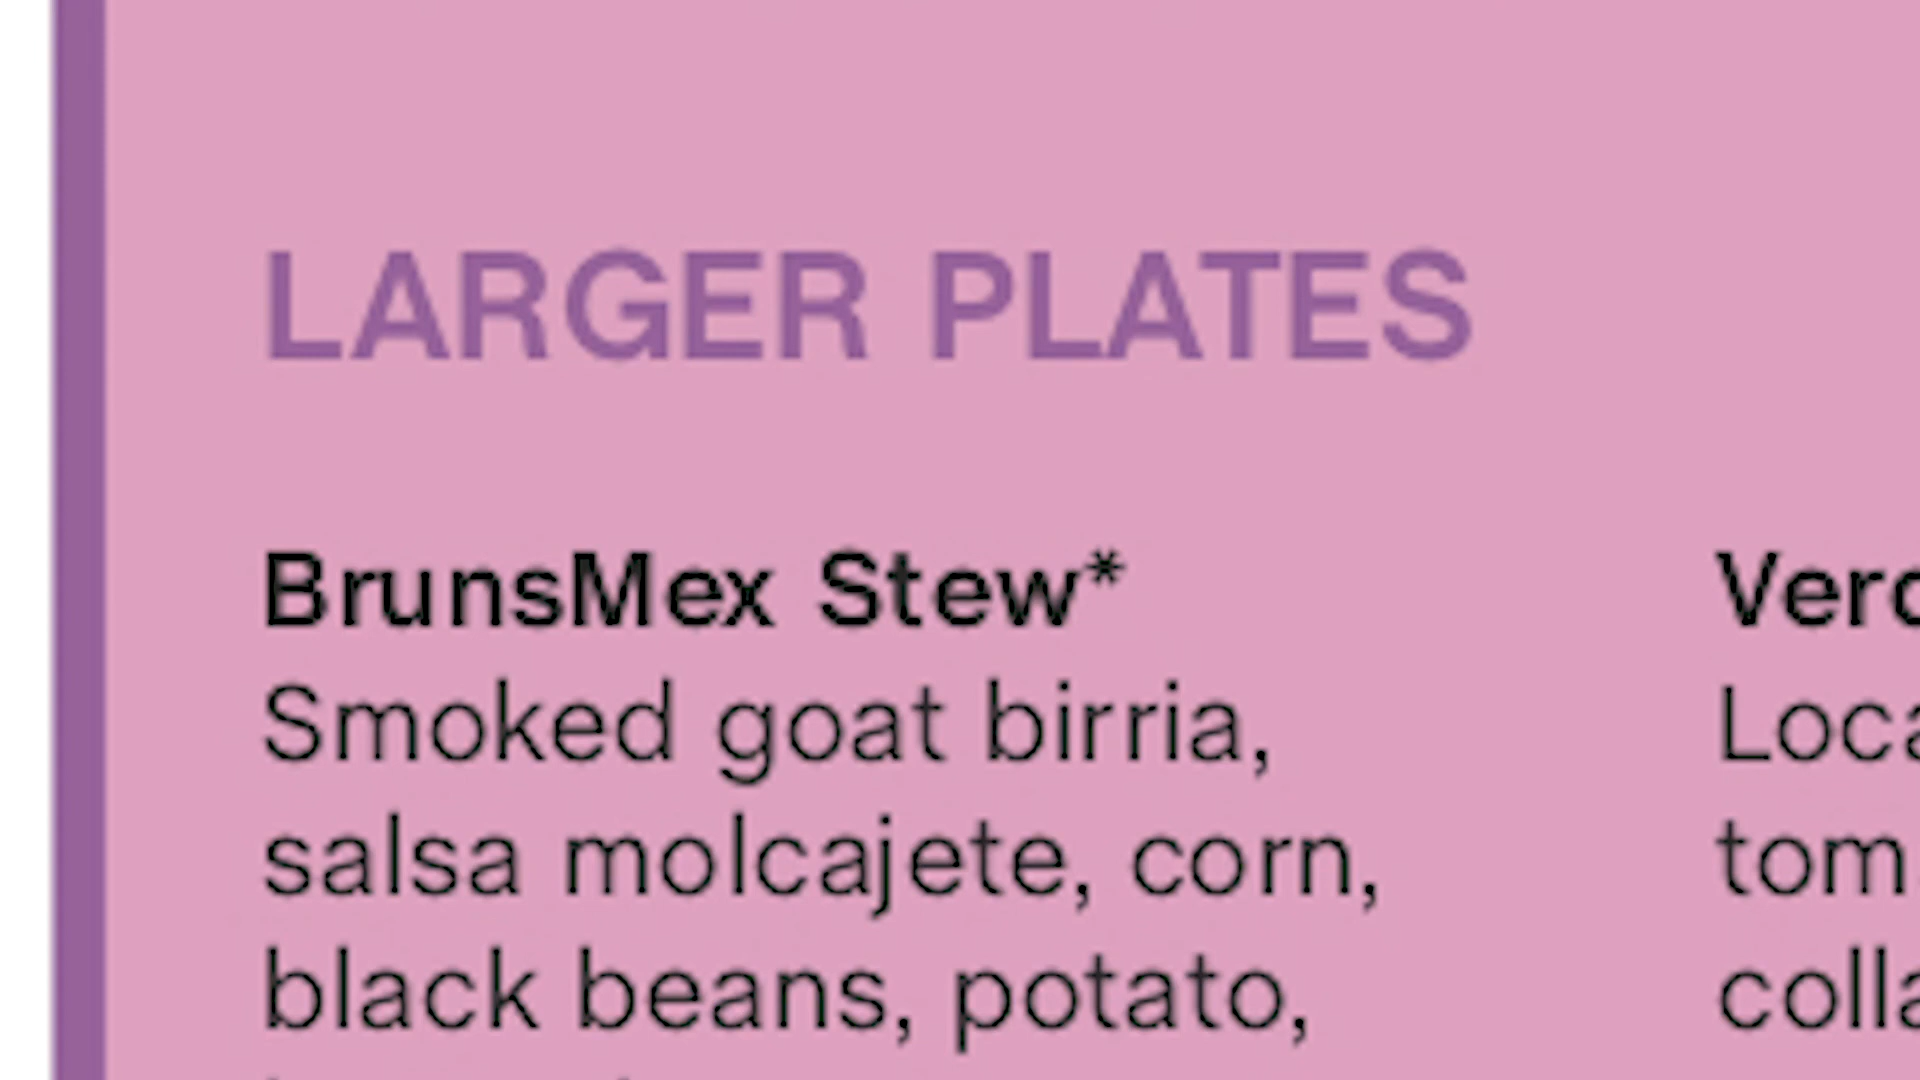 LARGER PLATES
BrunsMex Stew*
Smoked goat birria,
salsa molcajete, corn,
black beans, potato,